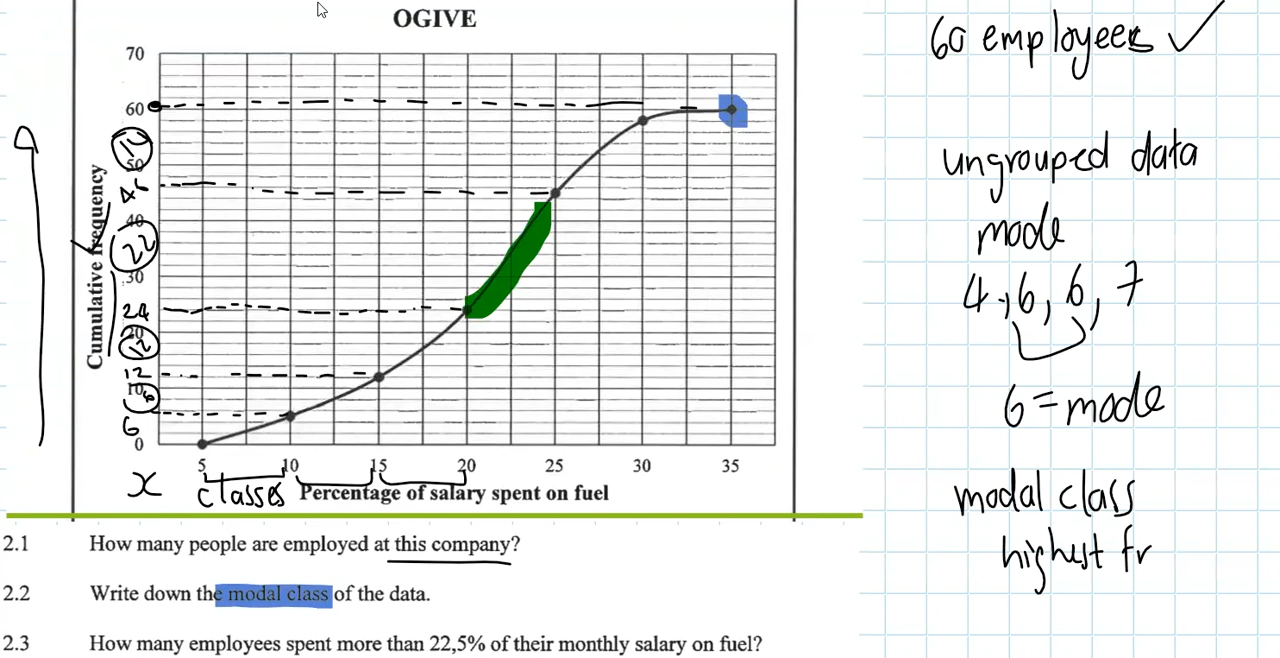 OGIVE
70
60
50
40
30
20
10
0
46
22
24
12
12
6
6
Cumulative frequency
5 10 15 20 25 30 35
x classes
Percentage of salary spent on fuel
2.1 How many people are employed at this company?
2.2 Write down the modal class of the data.
2.3 How many employees spent more than 22,5% of their monthly salary on fuel?
60 employees ✓
ungrouped data
mode
4, 6, 6, 7
6 = mode
modal class
highest fr